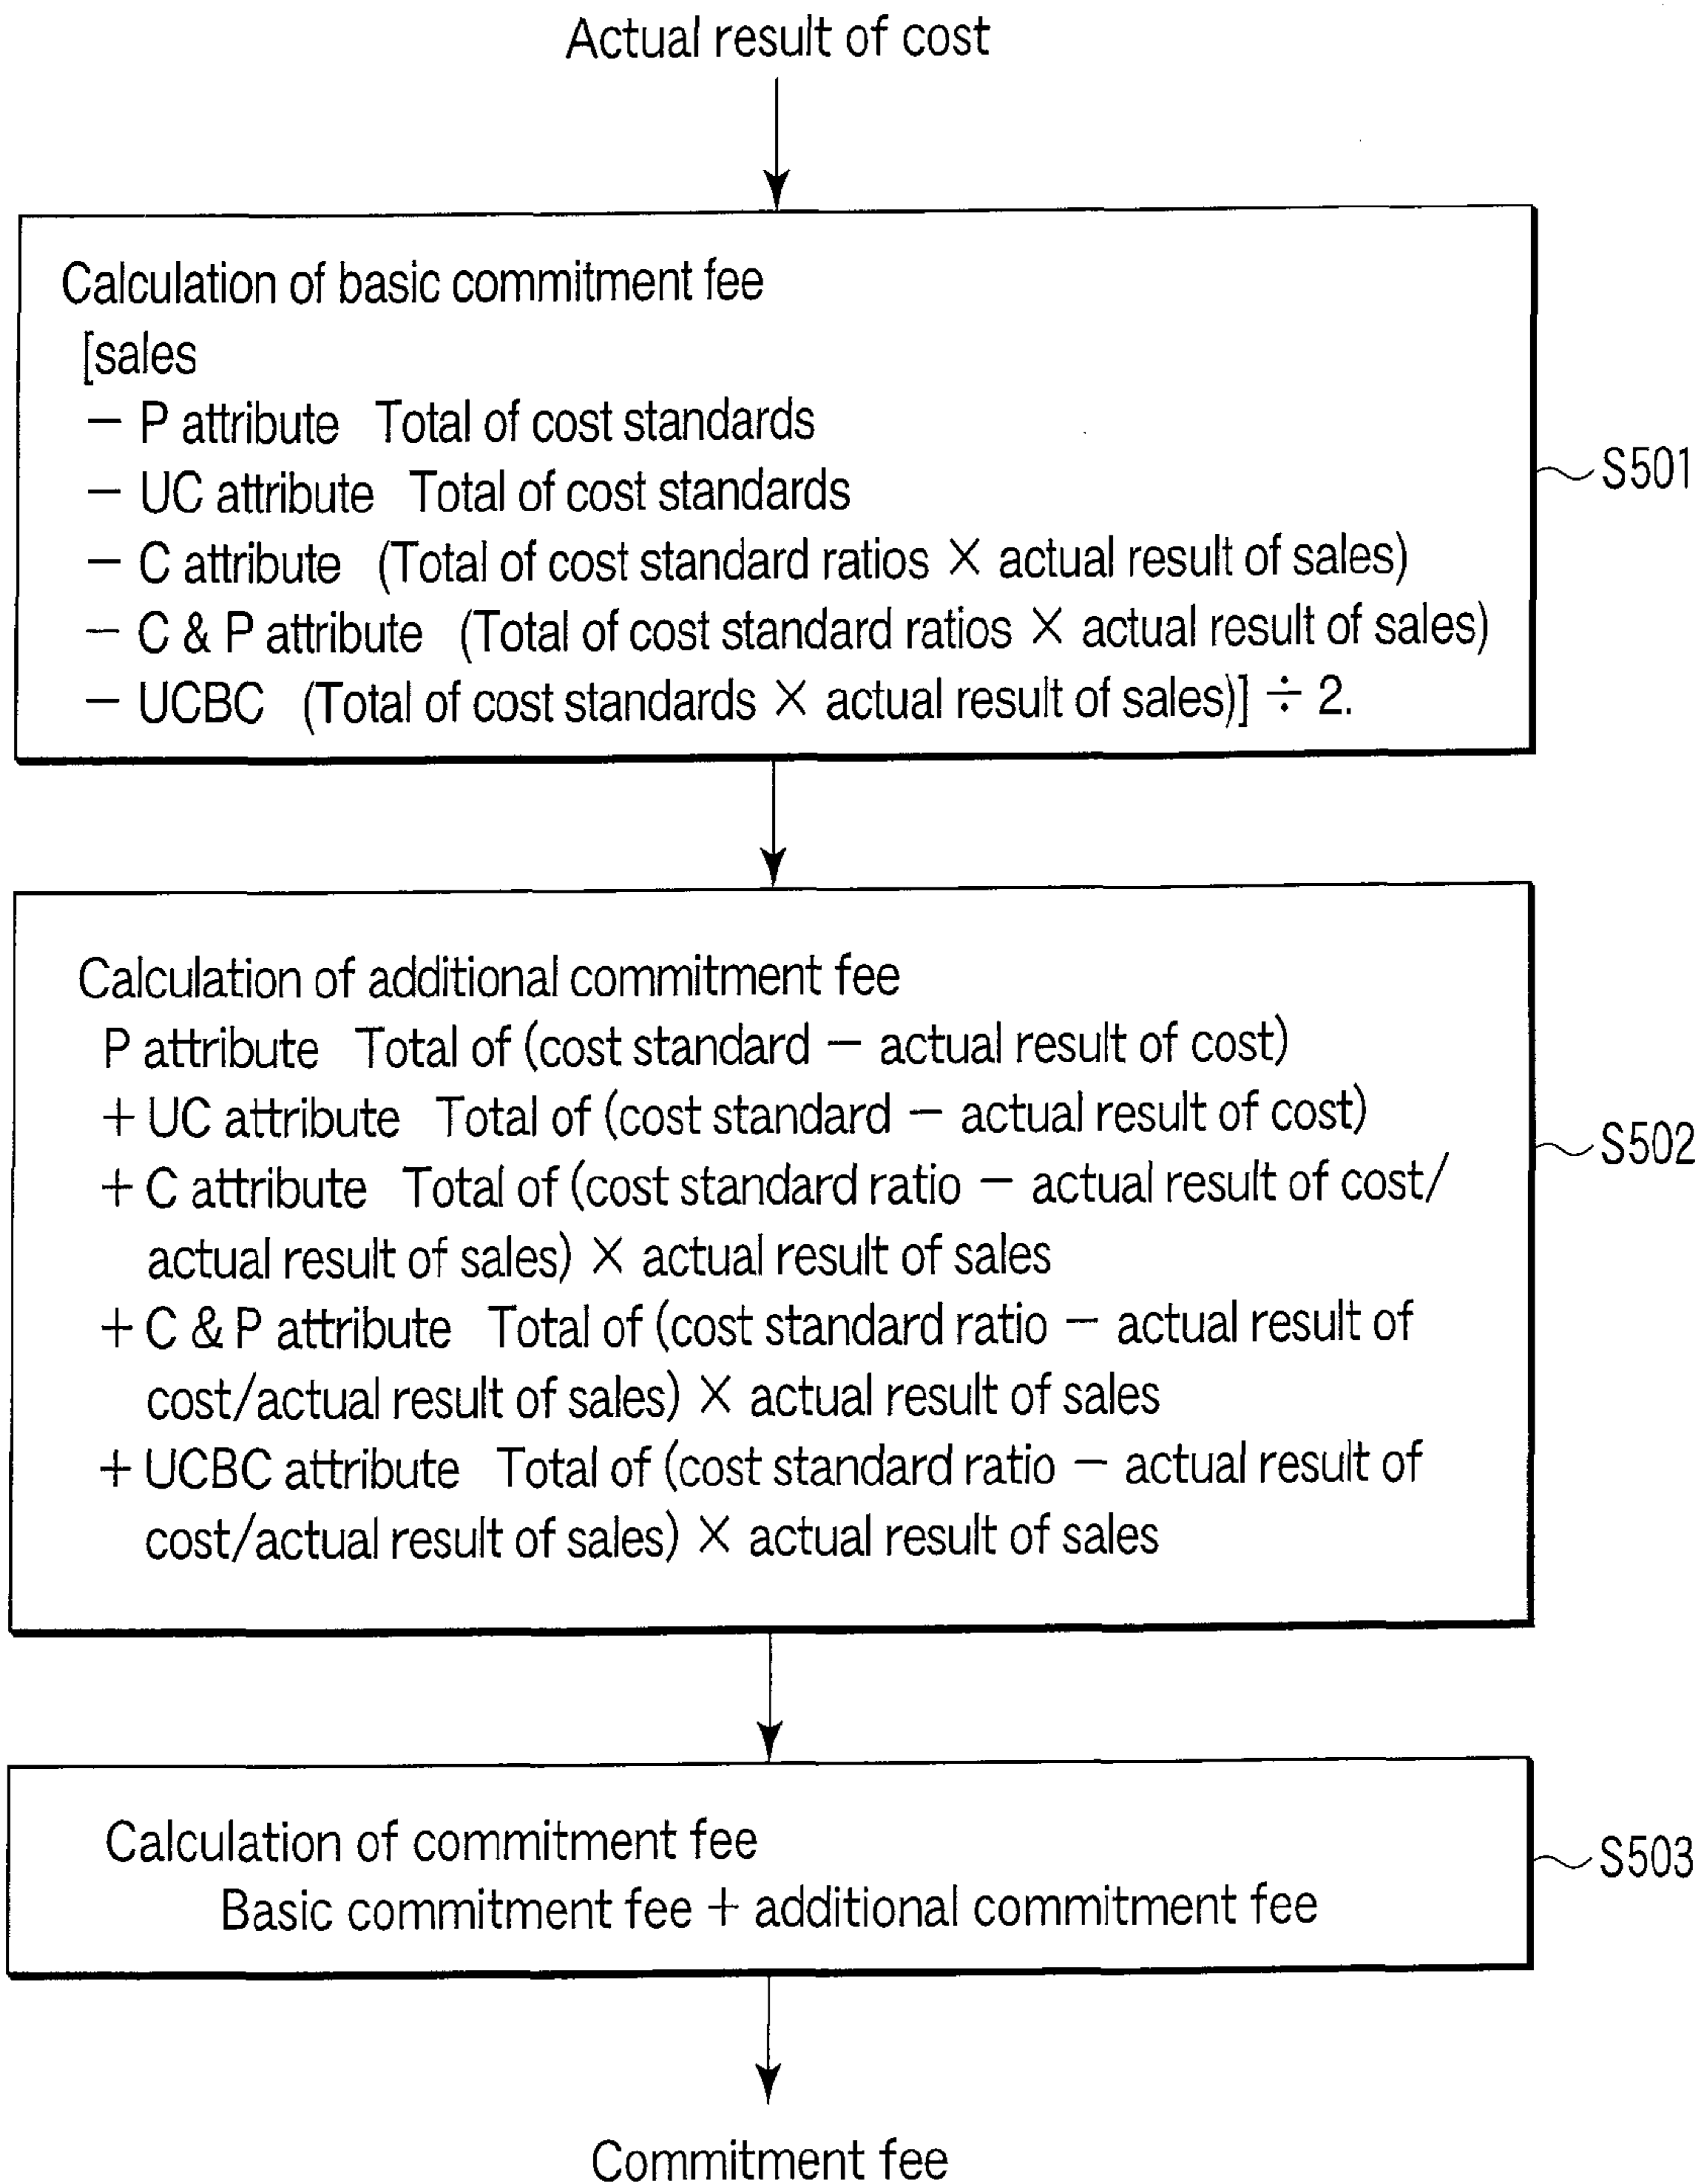 Actual result of cost
Calculation of basic commitment fee
[sales
− P attribute Total of cost standards
− UC attribute Total of cost standards
− C attribute (Total of cost standard ratios × actual result of sales)
− C & P attribute (Total of cost standard ratios × actual result of sales)
− UCBC (Total of cost standards × actual result of sales)] ÷ 2.
S501
Calculation of additional commitment fee
P attribute Total of (cost standard − actual result of cost)
+ UC attribute Total of (cost standard − actual result of cost)
+ C attribute Total of (cost standard ratio − actual result of cost/
actual result of sales) × actual result of sales
+ C & P attribute Total of (cost standard ratio − actual result of
cost/actual result of sales) × actual result of sales
+ UCBC attribute Total of (cost standard ratio − actual result of
cost/actual result of sales) × actual result of sales
S502
Calculation of commitment fee
Basic commitment fee + additional commitment fee
S503
Commitment fee